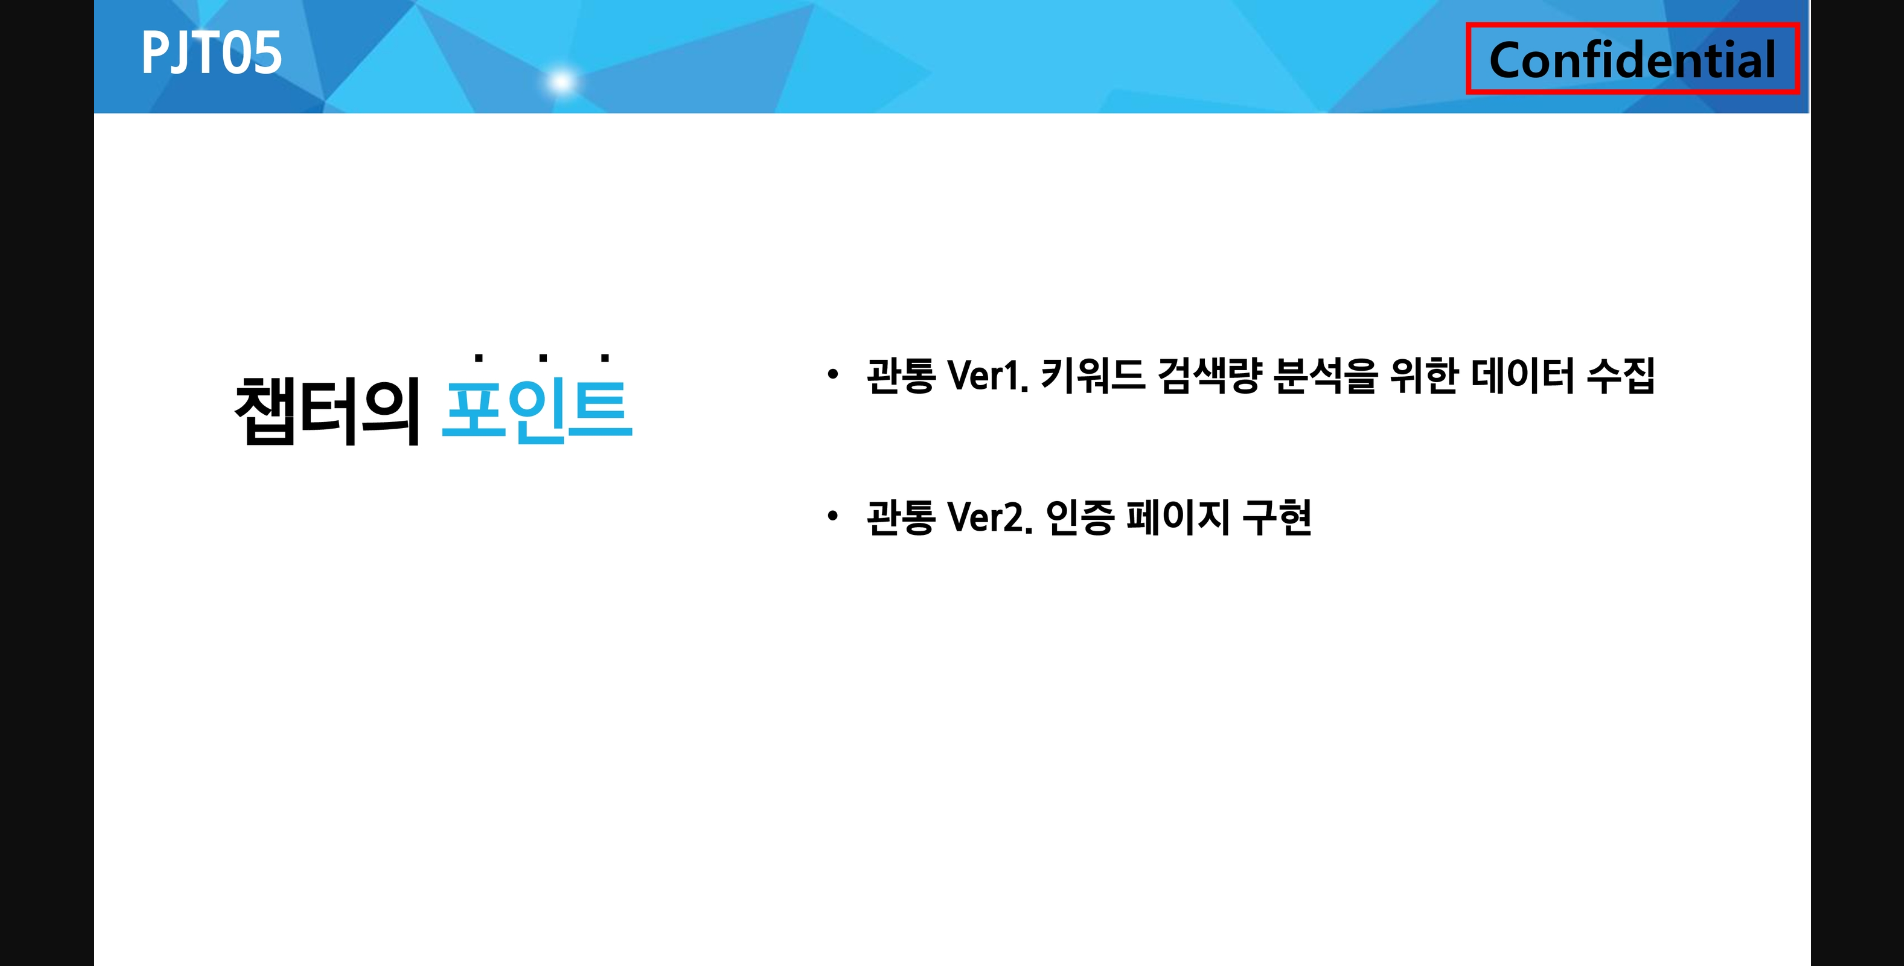 PJT05
Confidential
챕터의 포인트
• 관통 Ver1. 키워드 검색량 분석을 위한 데이터 수집
• 관통 Ver2. 인증 페이지 구현